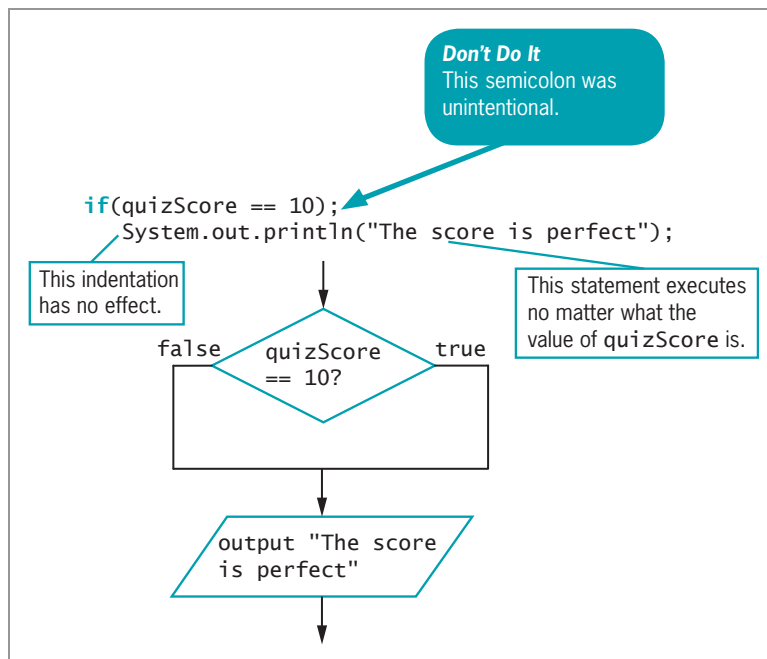 Don't Do It
This semicolon was
unintentional.
if(quizScore == 10);
System.out.println("The score is perfect");
This indentation
has no effect.
This statement executes
no matter what the
value of quizScore is.
false
quizScore
== 10?
true
output "The score
is perfect"